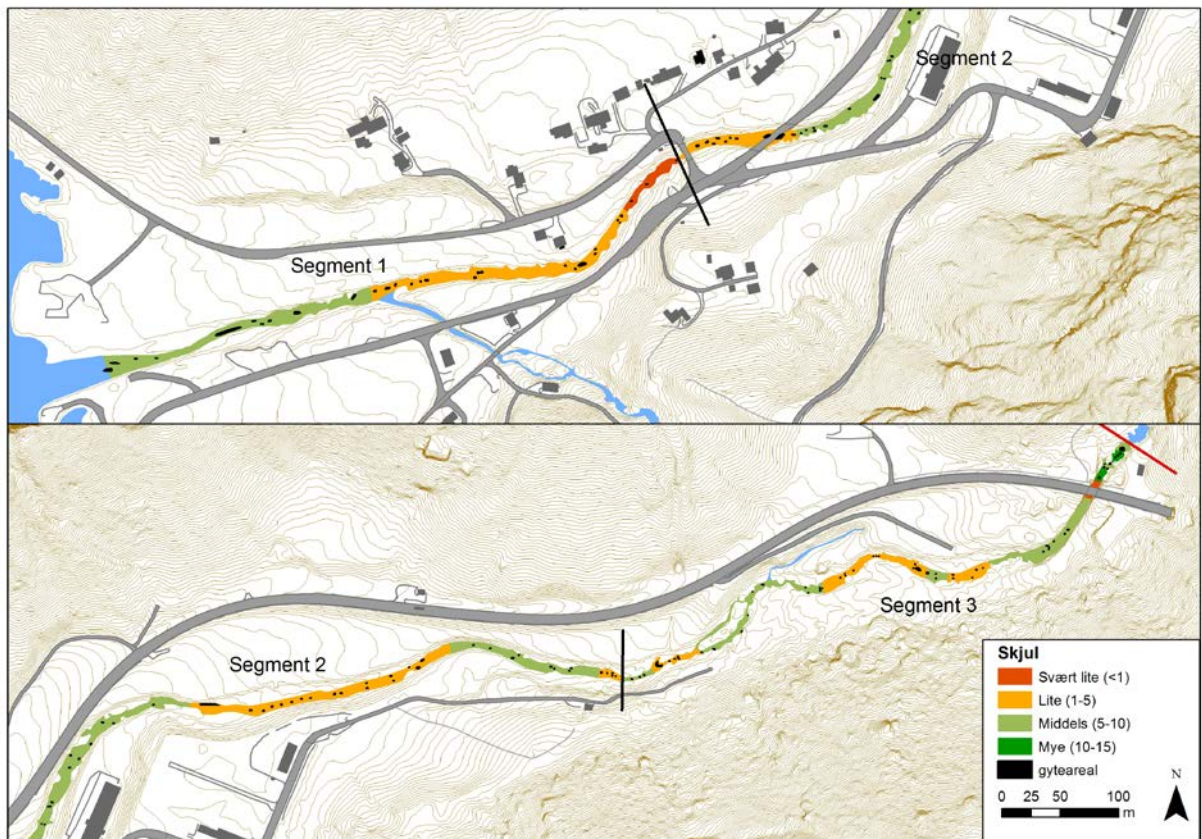 Segment 2
Segment 1
Segment 2
Segment 3
Skjul
Svært lite (<1)
Lite (1-5)
Middels (5-10)
Mye (10-15)
gyteareal
N
0 25 50 100
m